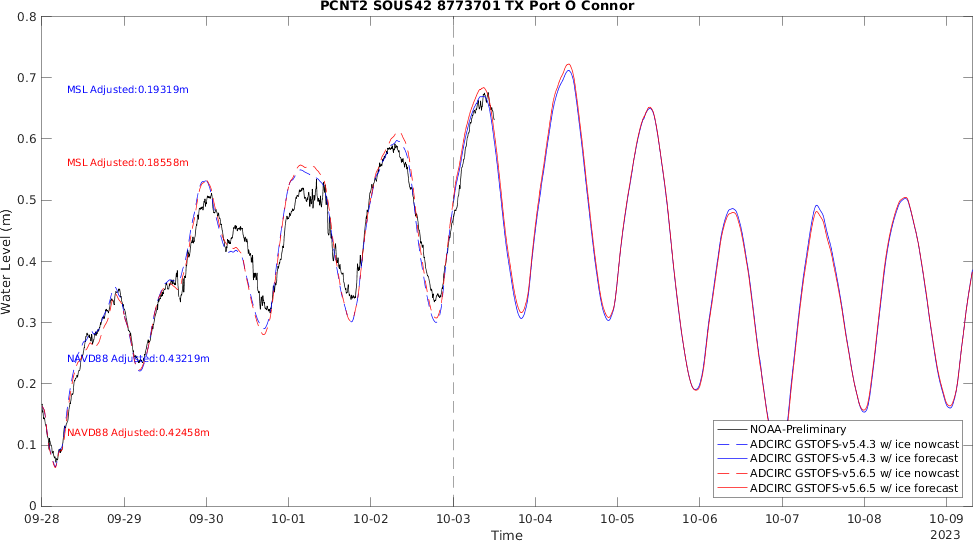 PCNT2 SOUS42 8773701 TX Port O Connor
Water Level (m)
0.8
0.7
0.6
0.5
0.4
0.3
0.2
0.1
0
MSL Adjusted:0.19319m
MSL Adjusted:0.18558m
NAVD88 Adjusted:0.43219m
NAVD88 Adjusted:0.42458m
NOAA-Preliminary
ADCIRC GSTOFS-v5.4.3 w/ ice nowcast
ADCIRC GSTOFS-v5.4.3 w/ ice forecast
ADCIRC GSTOFS-v5.6.5 w/ ice nowcast
ADCIRC GSTOFS-v5.6.5 w/ ice forecast
09-28 09-29 09-30 10-01 10-02 10-03 10-04 10-05 10-06 10-07 10-08 10-09
2023
Time